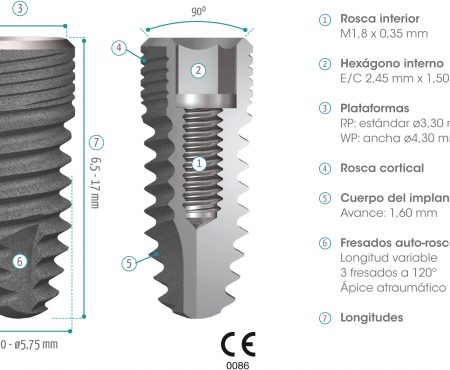 3
90º
4
2
7
6,5 - 17 mm
1
6
5
0 - ø5.75 mm
CE
0086
1 Rosca interior
M1,8 x 0,35 mm
2 Hexágono interno
E/C 2,45 mm x 1,50
3 Plataformas
RP: estándar ø3,30
WP: ancha ø4,30 m
4 Rosca cortical
5 Cuerpo del implan
Avance: 1,60 mm
6 Fresados auto-rosc
Longitud variable
3 fresados a 120º
Ápice atraumático
7 Longitudes